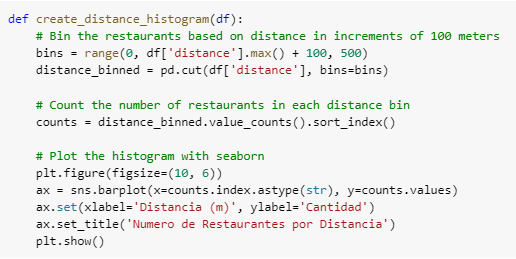 def create_distance_histogram(df):
    # Bin the restaurants based on distance in increments of 100 meters
    bins = range(0, df['distance'].max() + 100, 500)
    distance_binned = pd.cut(df['distance'], bins=bins)

    # Count the number of restaurants in each distance bin
    counts = distance_binned.value_counts().sort_index()

    # Plot the histogram with seaborn
    plt.figure(figsize=(10, 6))
    ax = sns.barplot(x=counts.index.astype(str), y=counts.values)
    ax.set(xlabel='Distancia (m)', ylabel='Cantidad')
    ax.set_title('Numero de Restaurantes por Distancia')
    plt.show()